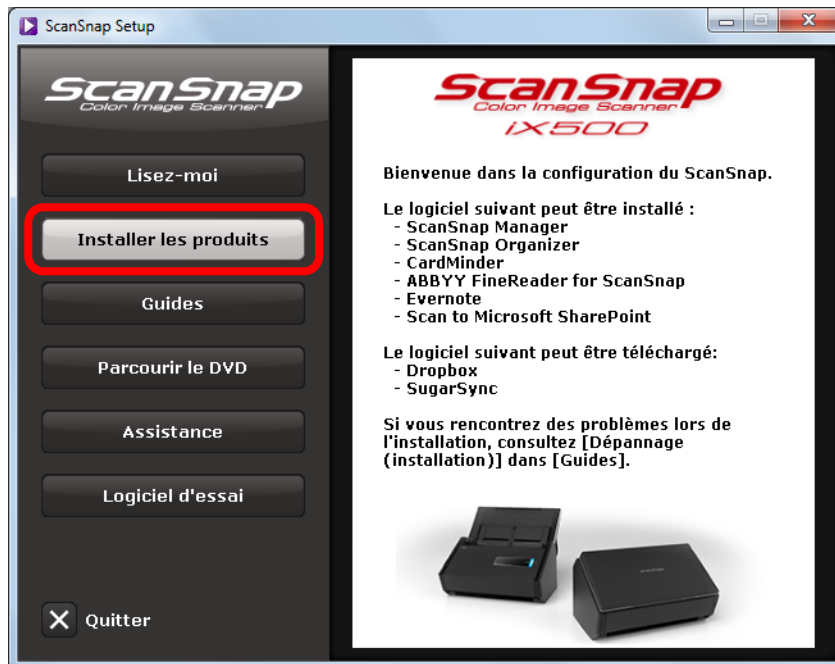 ScanSnap Setup
ScanSnap
Color Image Scanner
Lisez-moi
Installer les produits
Guides
Parcourir le DVD
Assistance
Logiciel d'essai
Quitter
ScanSnap
Color Image Scanner
iX500
Bienvenue dans la configuration du ScanSnap.
Le logiciel suivant peut être installé :
- ScanSnap Manager
- ScanSnap Organizer
- CardMinder
- ABBYY FineReader for ScanSnap
- Evernote
- Scan to Microsoft SharePoint
Le logiciel suivant peut être téléchargé:
- Dropbox
- SugarSync
Si vous rencontrez des problèmes lors de
l'installation, consultez [Dépannage
(installation)] dans [Guides].